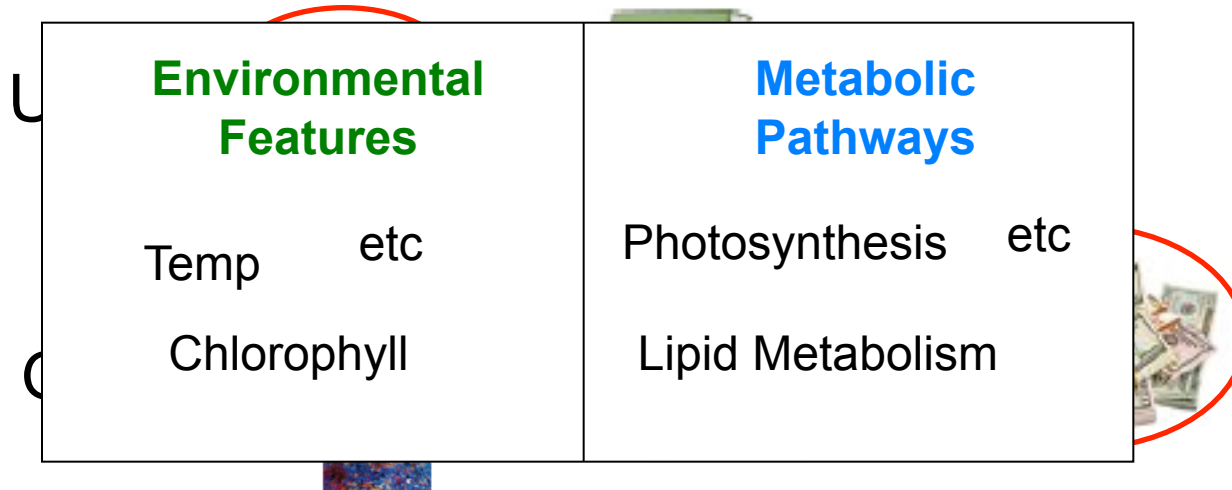 Environmental
Features
Metabolic
Pathways
Temp
etc
Photosynthesis
etc
Chlorophyll
Lipid Metabolism